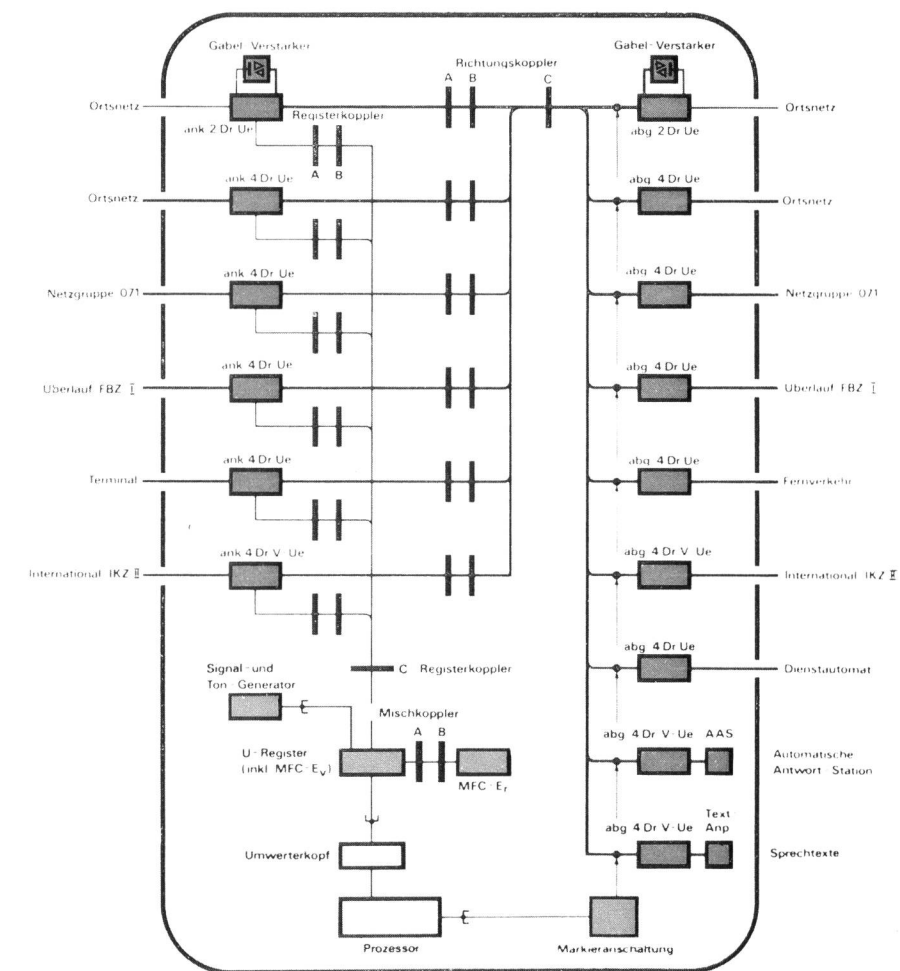 Gabel-Verstärker
Gabel-Verstärker
Richtungskoppler
A B C
Ortsnetz
Ortsnetz
ank 2 Dr Ue
Registerkoppler
abg 2 Dr Ue
A B
ank 4 Dr Ue
abg 4 Dr Ue
Ortsnetz
Ortsnetz
ank 4 Dr Ue
abg 4 Dr Ue
Netzgruppe 071
Netzgruppe 071
ank 4 Dr Ue
abg 4 Dr Ue
Überlauf FBZ I
Überlauf FBZ I
ank 4 Dr Ue
abg 4 Dr Ue
Terminal
Fernverkehr
ank 4 Dr V-Ue
abg 4 Dr V-Ue
International IKZ II
International IKZ II
abg 4 Dr Ue
Signal- und
Ton-Generator
C Registerkoppler
Dienstautomat
Mischkoppler
A B
U-Register
(inkl MFC-Ev)
MFC-Er
abg 4 Dr V-Ue
AAS
Automatische
Antwort Station
Text
Anp
abg 4 Dr V-Ue
Umwerterkopf
Sprechtexte
Prozessor
Markieranschaltung